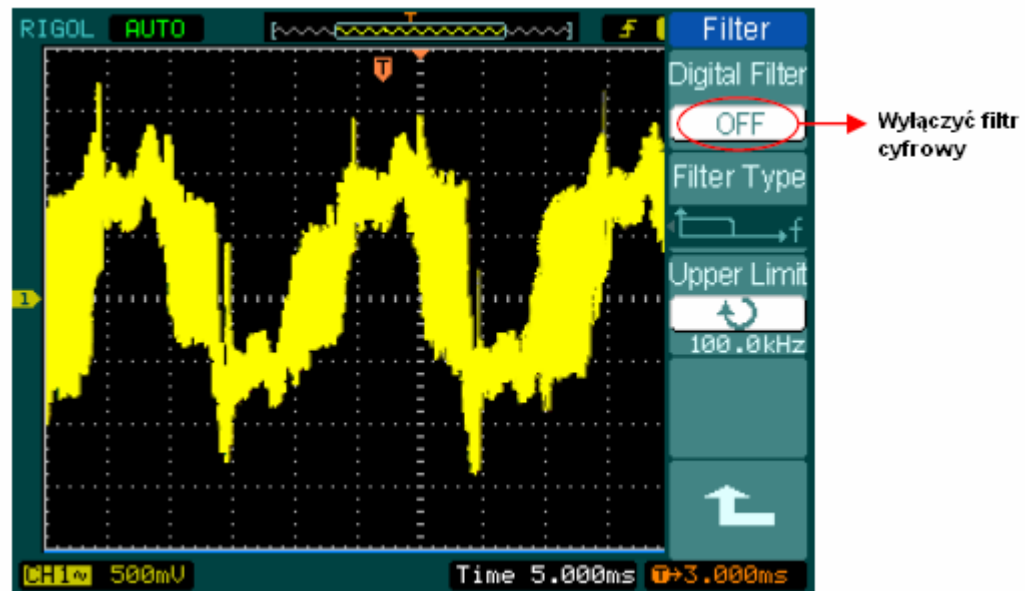 RIGOL AUTO
T
Filter
T
Digital Filter
OFF
Wyłączyć filtr
cyfrowy
Filter Type
f
Upper Limit
1
100.0kHz
CH1~ 500mV Time 5.000ms T→3.000ms